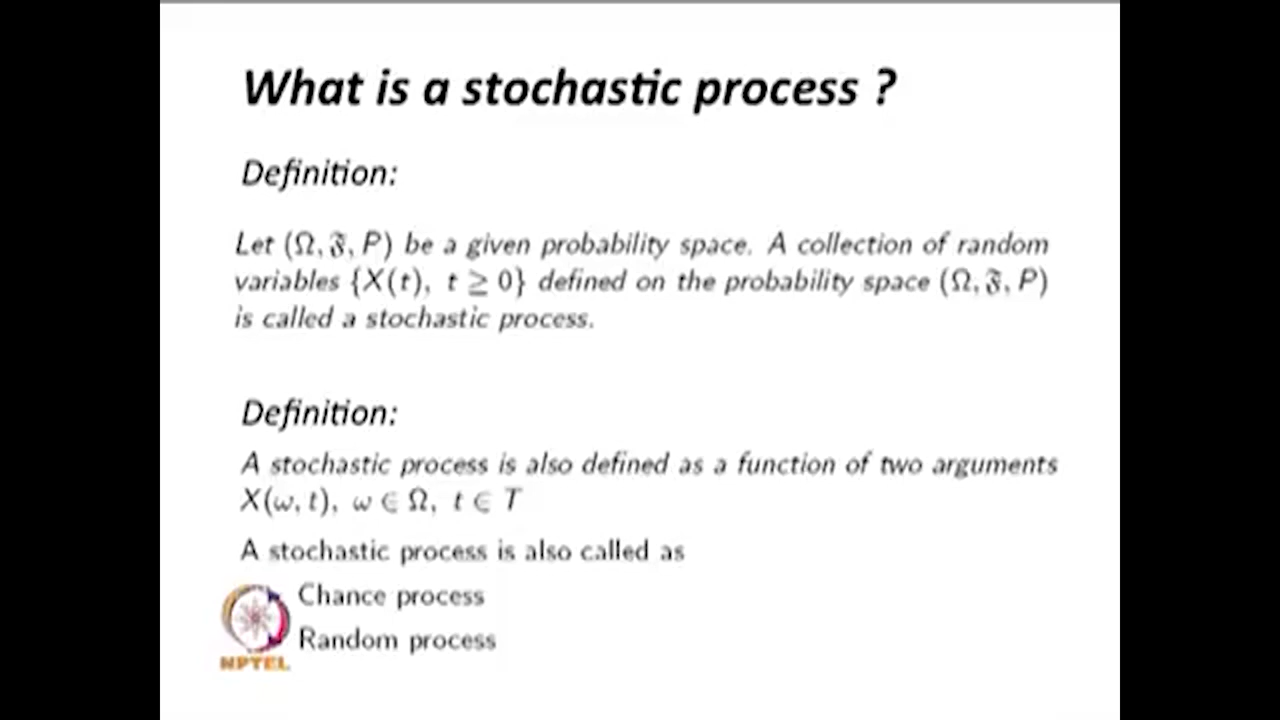 What is a stochastic process ?
Definition:
Let (Ω, 𝔉, P) be a given probability space. A collection of random
variables {X(t), t ≥ 0} defined on the probability space (Ω, 𝔉, P)
is called a stochastic process.
Definition:
A stochastic process is also defined as a function of two arguments
X(ω, t), ω ∈ Ω, t ∈ T
A stochastic process is also called as
Chance process
Random process
NPTEL